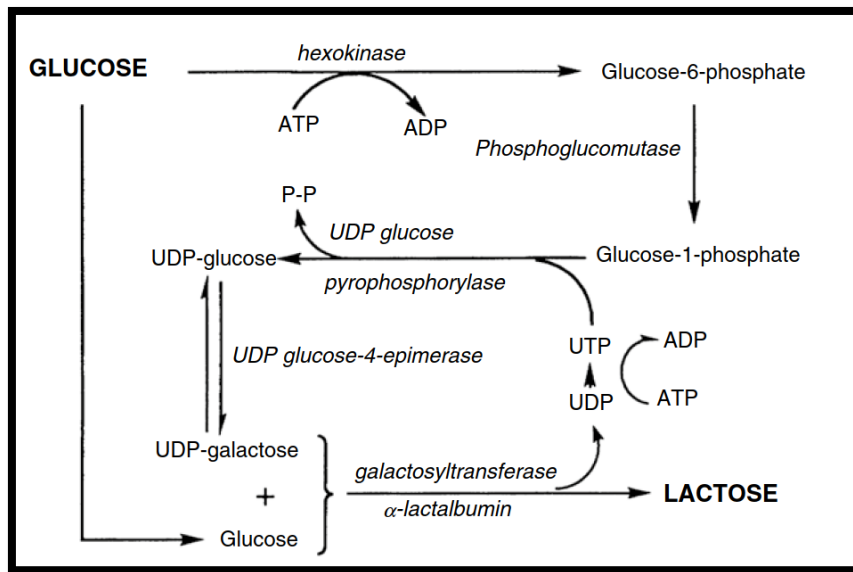 hexokinase
GLUCOSE
Glucose-6-phosphate
ATP
ADP
Phosphoglucomutase
P-P
UDP glucose
UDP-glucose
Glucose-1-phosphate
pyrophosphorylase
UTP
ADP
UDP glucose-4-epimerase
UDP
ATP
UDP-galactose
galactosyltransferase
+
LACTOSE
α-lactalbumin
Glucose